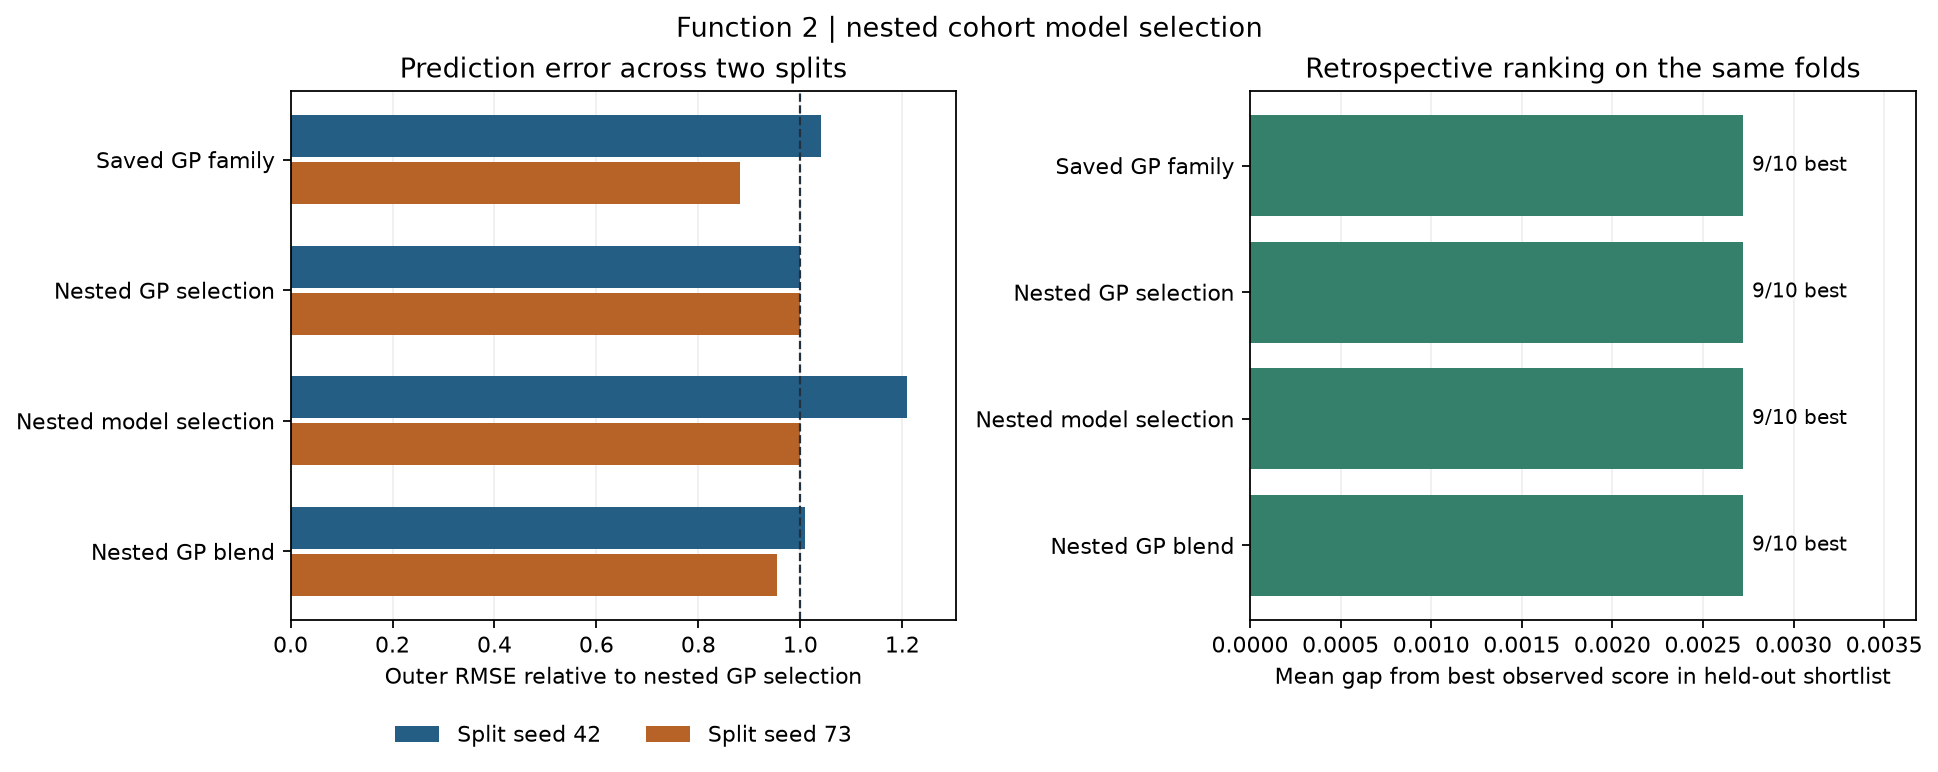 Function 2 | nested cohort model selection
Prediction error across two splits
Saved GP family
Nested GP selection
Nested model selection
Nested GP blend
0.0 0.2 0.4 0.6 0.8 1.0 1.2
Outer RMSE relative to nested GP selection
Split seed 42 Split seed 73
Retrospective ranking on the same folds
Saved GP family 9/10 best
Nested GP selection 9/10 best
Nested model selection 9/10 best
Nested GP blend 9/10 best
0.0000 0.0005 0.0010 0.0015 0.0020 0.0025 0.0030 0.0035
Mean gap from best observed score in held-out shortlist